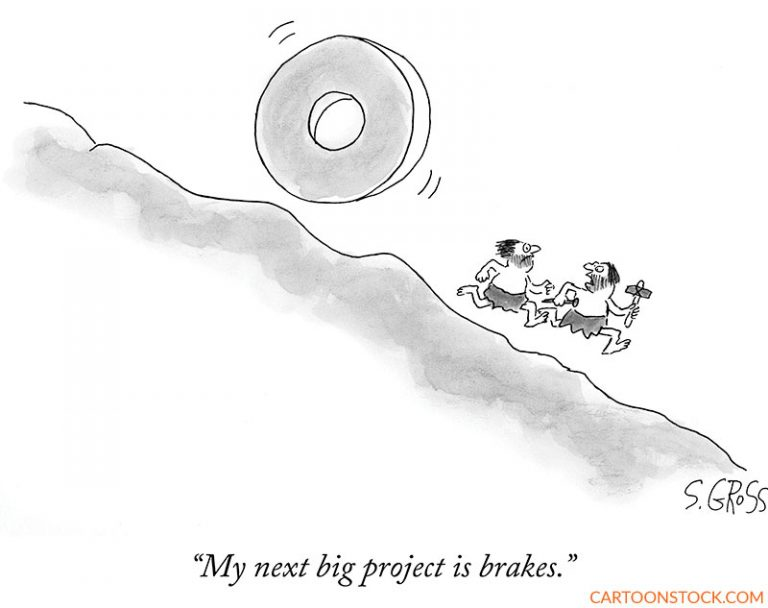 S. GROSS
“My next big project is brakes.”
CARTOONSTOCK.COM